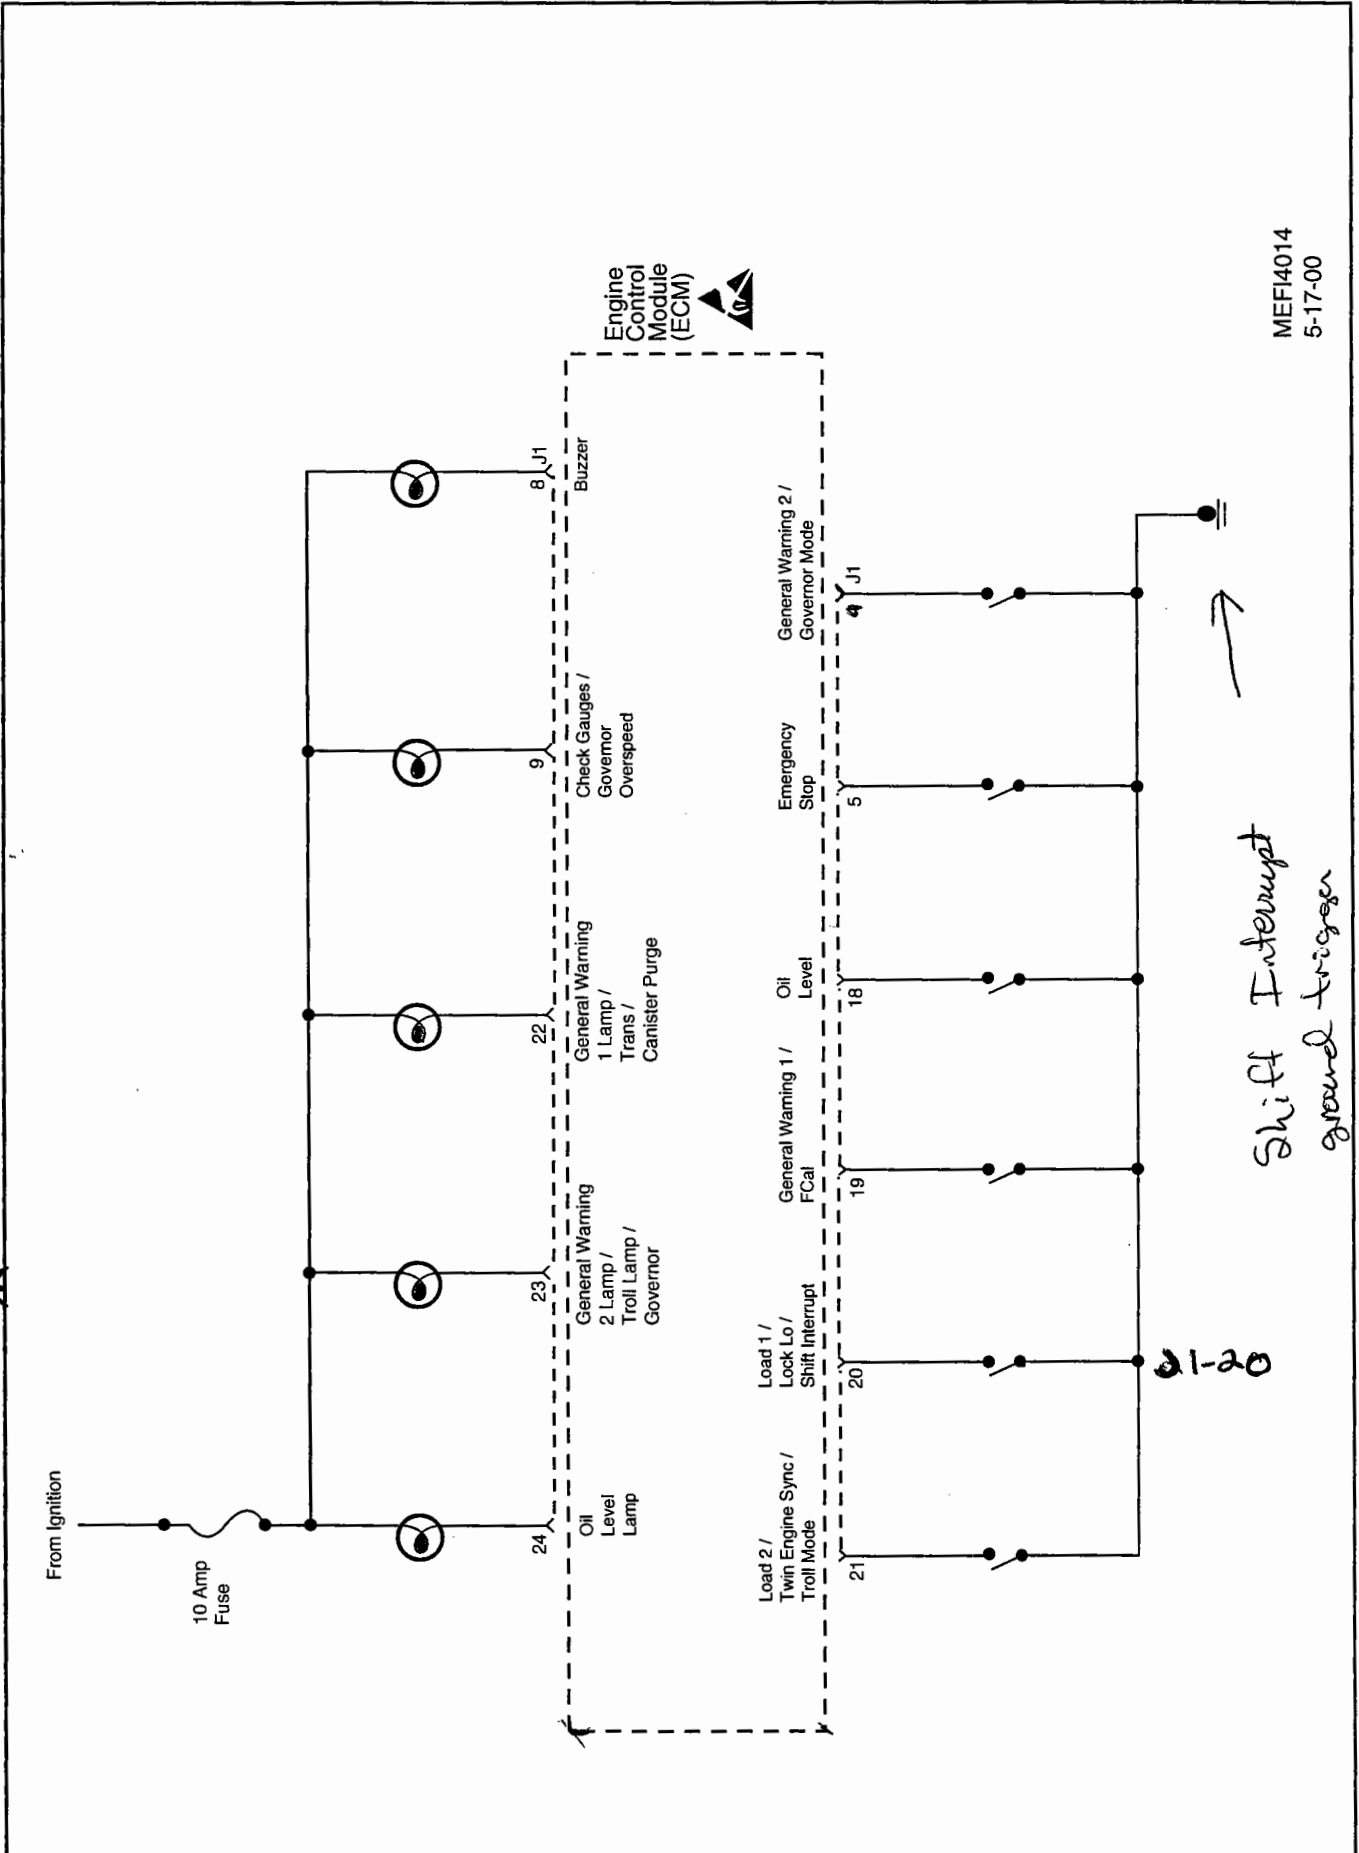 From Ignition
10 Amp
Fuse
24
Oil
Level
Lamp
23
General Warning
2 Lamp /
Troll Lamp /
Governor
22
General Warning
1 Lamp /
Trans /
Canister Purge
9
Check Gauges /
Governor
Overspeed
8
J1
Buzzer
Engine
Control
Module
(ECM)
Load 2 /
Twin Engine Sync /
Troll Mode
21
Load 1 /
Lock Lo /
Shift Interrupt
20
General Warning 1 /
FCal
19
Oil
Level
18
Emergency
Stop
5
General Warning 2 /
Governor Mode
4
J1
J1-20
Shift Interrupt
ground trigger
MEFI4014
5-17-00